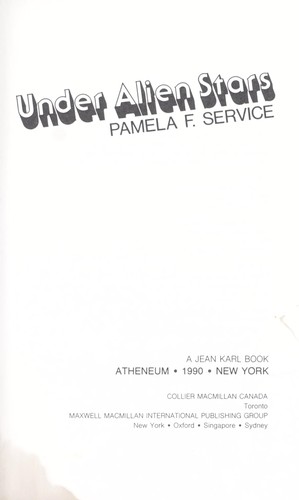 Under Alien Stars
PAMELA F. SERVICE
A JEAN KARL BOOK
ATHENEUM • 1990 • NEW YORK
COLLIER MACMILLAN CANADA
Toronto
MAXWELL MACMILLAN INTERNATIONAL PUBLISHING GROUP
New York • Oxford • Singapore • Sydney